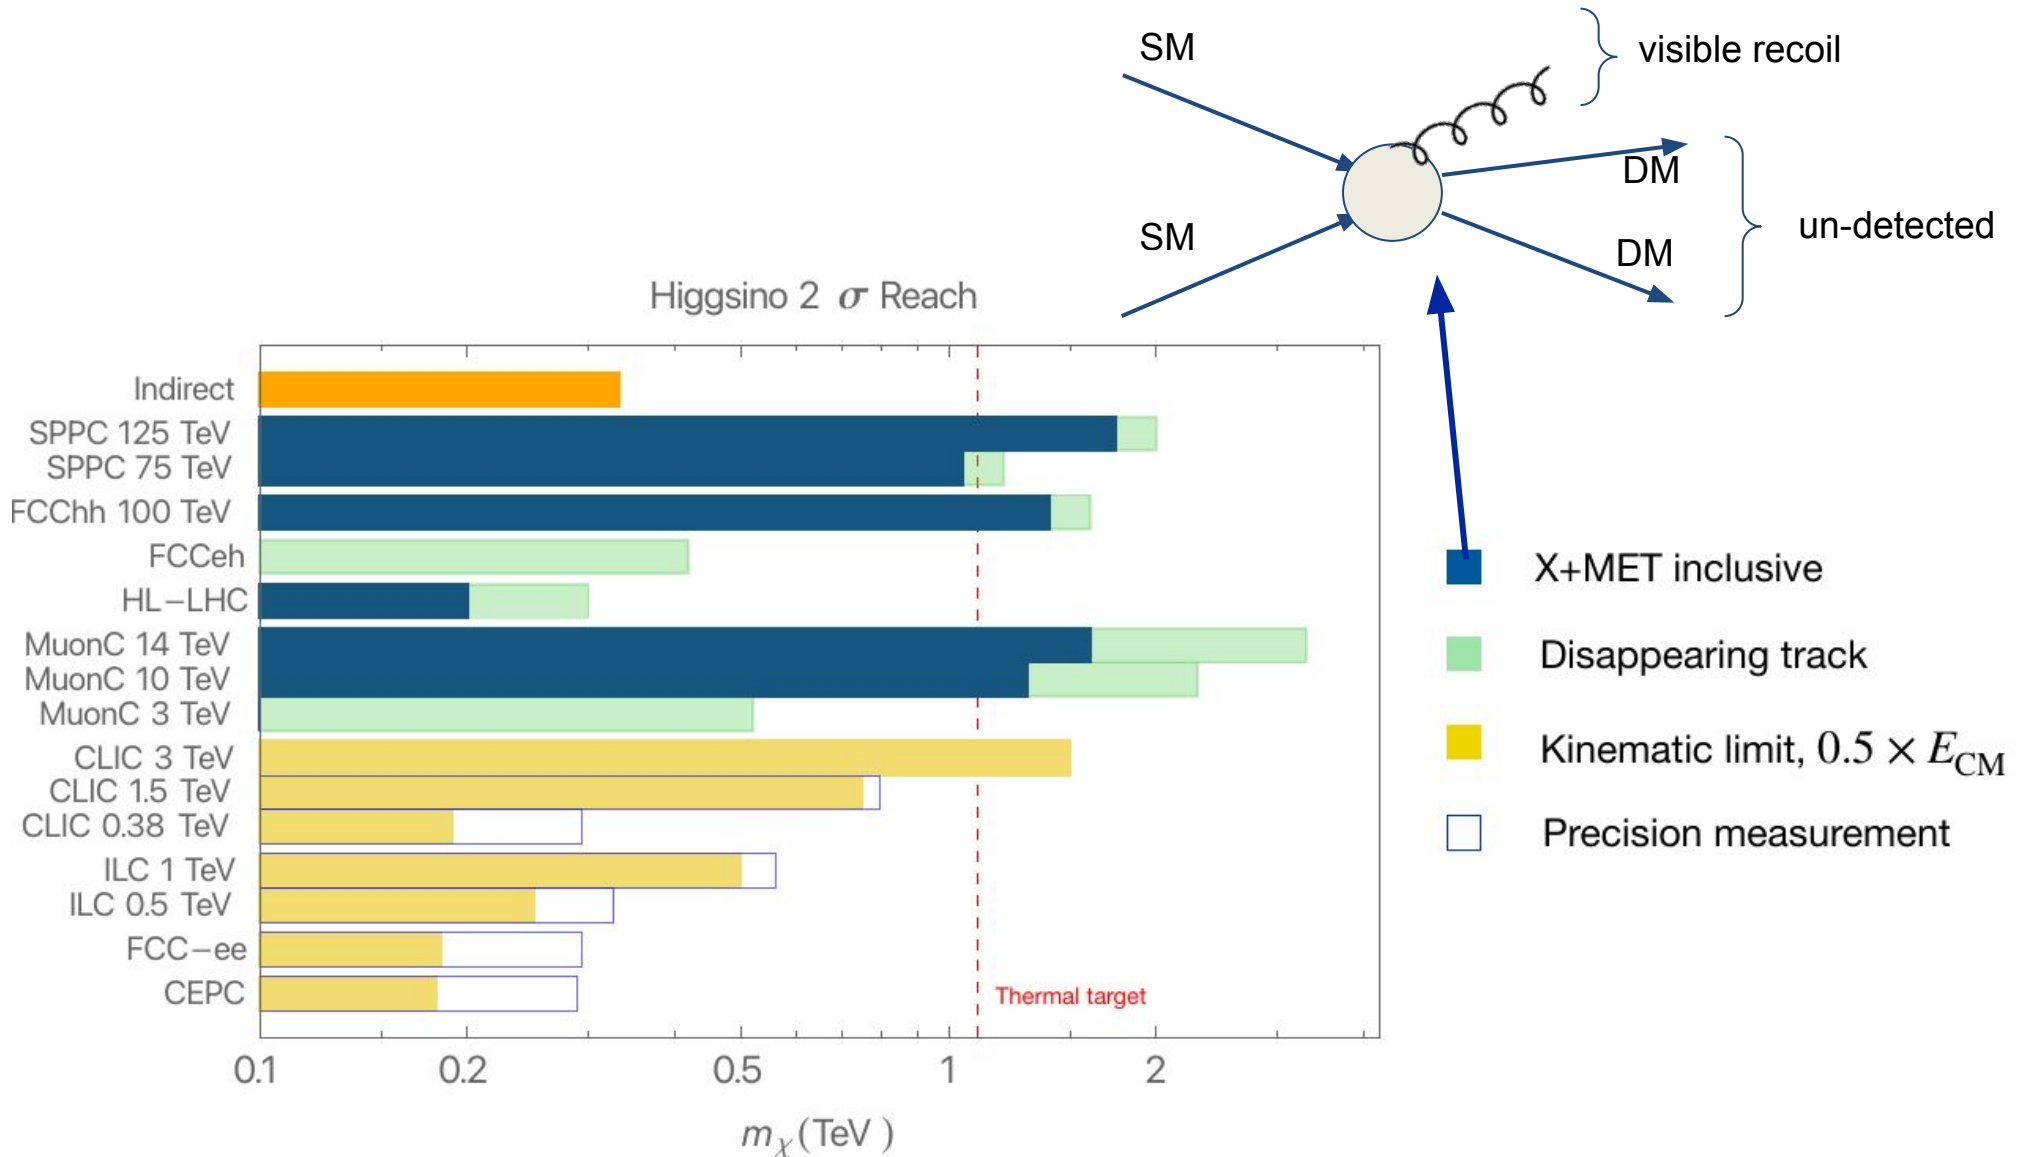 SM
visible recoil
DM
SM
DM
un-detected
Higgsino 2 σ Reach
Indirect
SPPC 125 TeV
SPPC 75 TeV
FCChh 100 TeV
FCCeh
HL-LHC
MuonC 14 TeV
MuonC 10 TeV
MuonC 3 TeV
CLIC 3 TeV
CLIC 1.5 TeV
CLIC 0.38 TeV
ILC 1 TeV
ILC 0.5 TeV
FCC-ee
CEPC
Thermal target
0.1 0.2 0.5 1 2
mχ(TeV )
X+MET inclusive
Disappearing track
Kinematic limit, 0.5 × ECM
Precision measurement